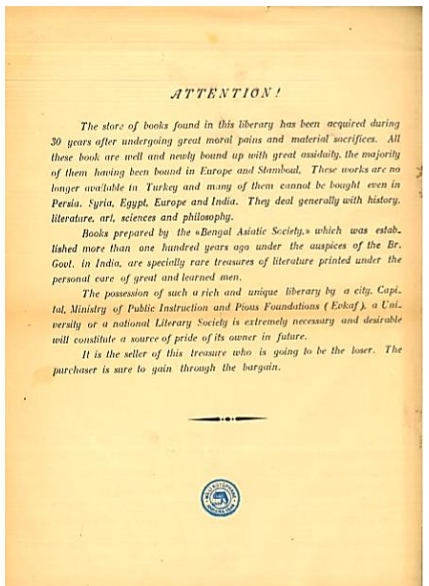 ATTENTION!
The store of books found in this liberary has been acquired during
30 years after undergoing great moral pains and material sacrifices. All
these book are well and newly bound up with great assiduity, the majority
of them having been bound in Europe and Stamboul. These works are no
longer available in Turkey and many of them cannot be bought even in
Persia, Syria, Egypt, Europe and India. They deal generally with history,
literature, art, sciences and philosophy.
Books prepared by the «Bengal Asiatic Society,» which was estab-
lished more than one hundred years ago under the auspices of the Br.
Govt. in India, are specially rare treasures of literature printed under the
personal care of great and learned men.
The possession of such a rich and unique liberary by a city, Capi-
tal, Ministry of Public Instruction and Pious Foundations (Evkaf), a Uni-
versity or a national Literary Society is extremely necessary and desirable
will constitute a source of pride of its owner in future.
It is the seller of this treasure who is going to be the loser. The
purchaser is sure to gain through the bargain.